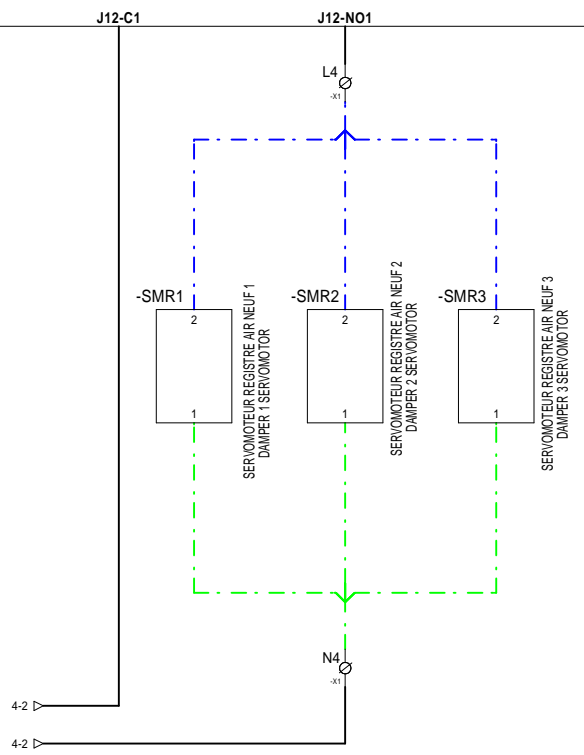 J12-C1
J12-NO1
L4
-X1
-SMR1
2
1
SERVOMOTEUR REGISTRE AIR NEUF 1
DAMPER 1 SERVOMOTOR
-SMR2
2
1
SERVOMOTEUR REGISTRE AIR NEUF 2
DAMPER 2 SERVOMOTOR
-SMR3
2
1
SERVOMOTEUR REGISTRE AIR NEUF 3
DAMPER 3 SERVOMOTOR
N4
-X1
4-2
4-2